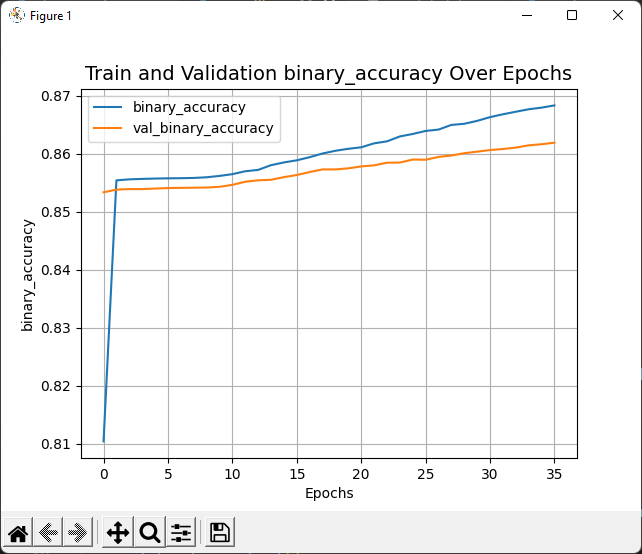 Figure 1
Train and Validation binary_accuracy Over Epochs
binary_accuracy
val_binary_accuracy
0.87
0.86
0.85
0.84
0.83
0.82
0.81
binary_accuracy
0 5 10 15 20 25 30 35
Epochs